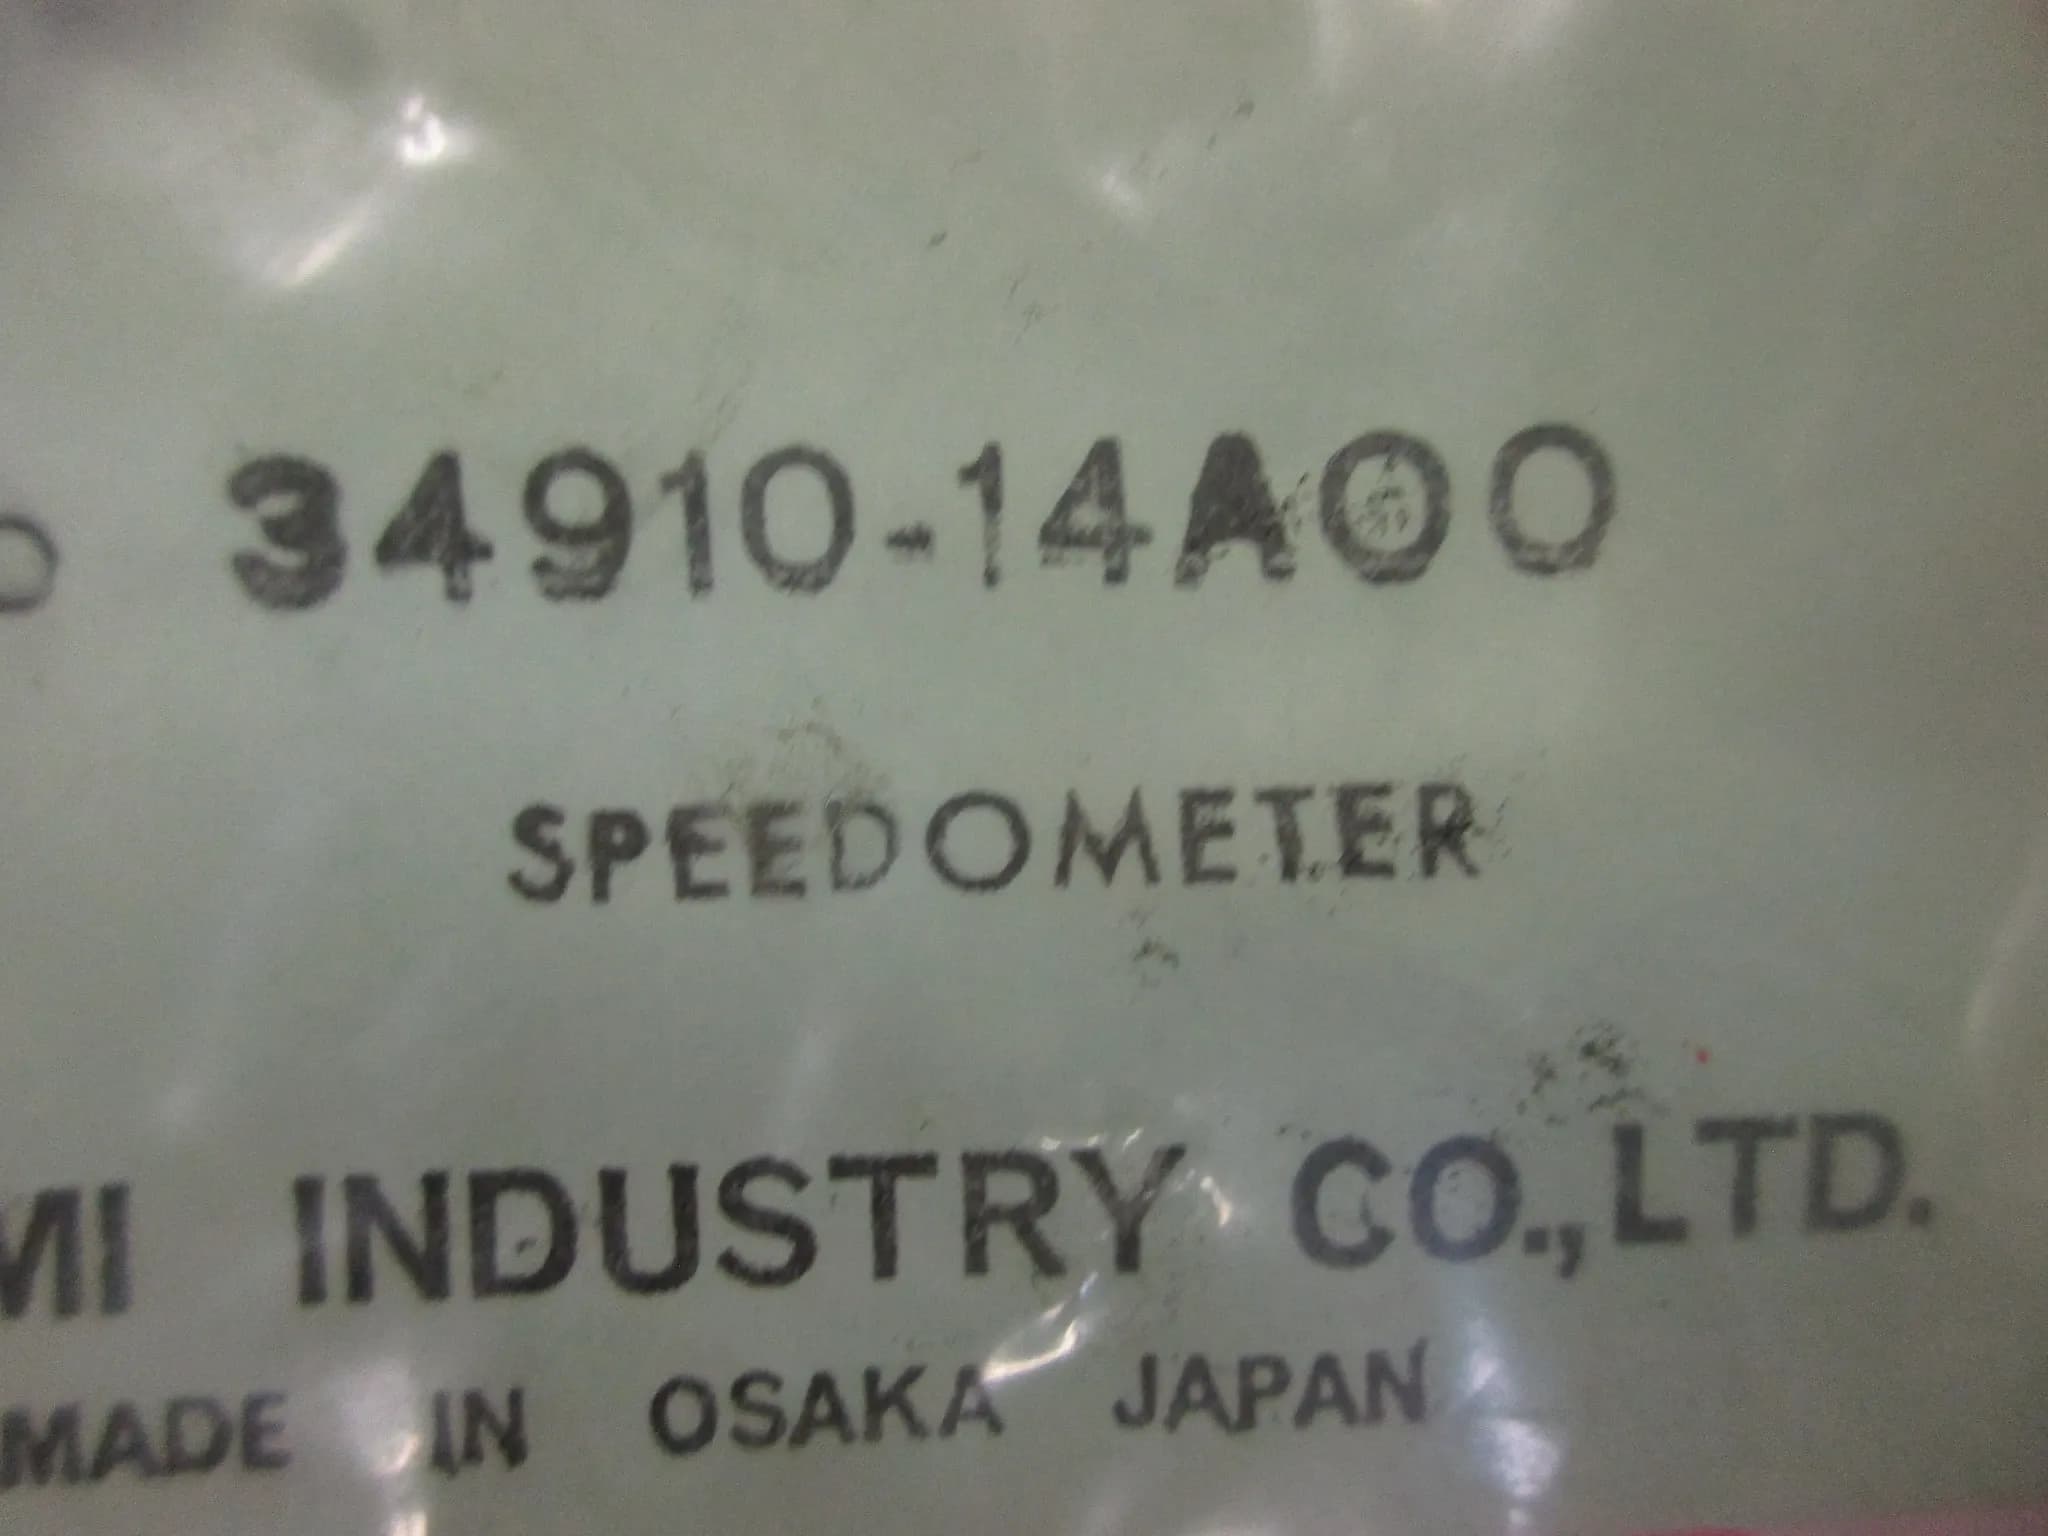 34910-14A00
SPEEDOMETER
MI INDUSTRY CO.,LTD.
MADE IN OSAKA JAPAN